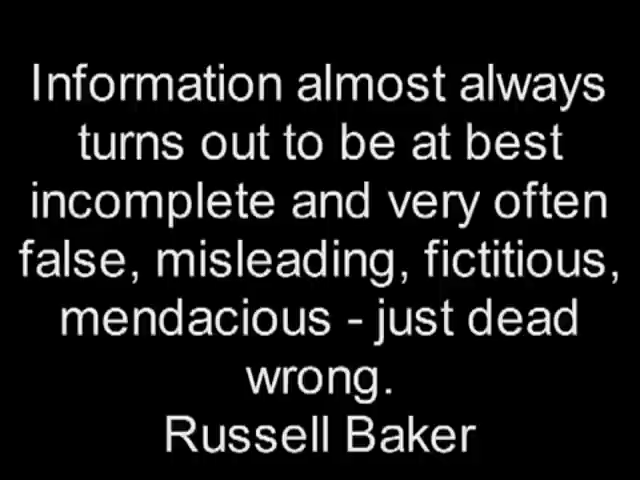 Information almost always
turns out to be at best
incomplete and very often
false, misleading, fictitious,
mendacious - just dead
wrong.
Russell Baker